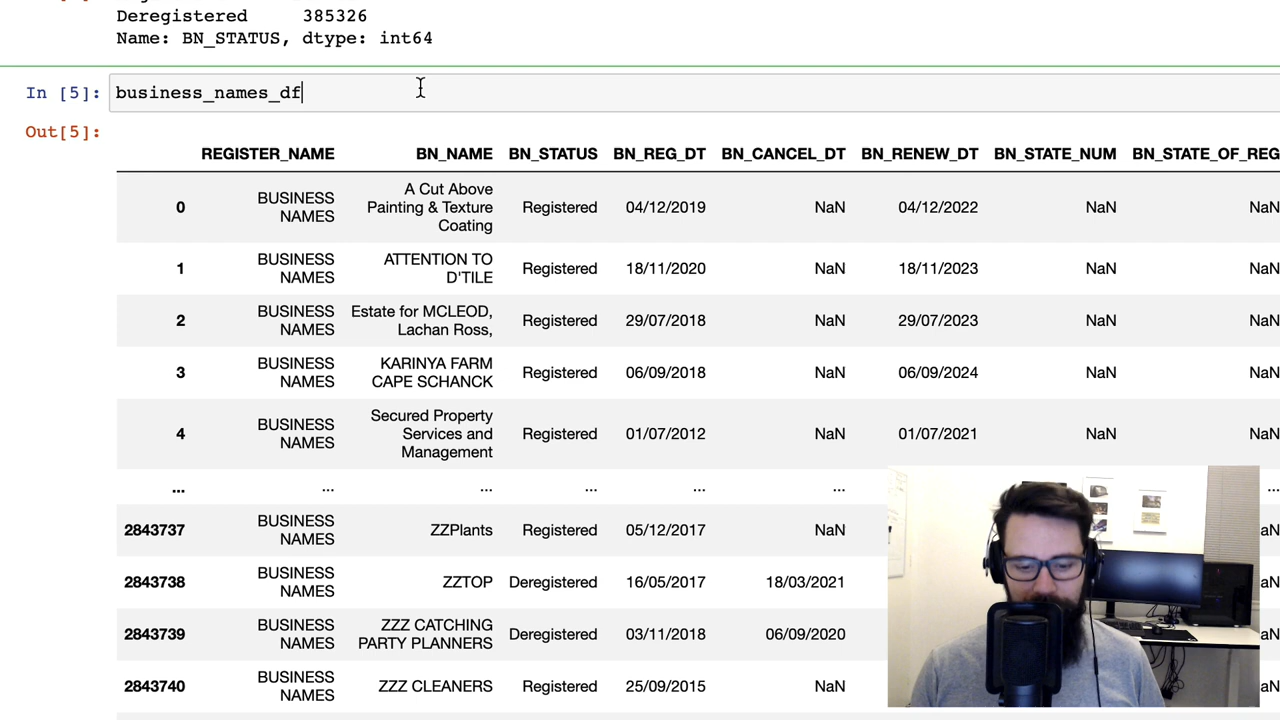 Deregistered 385326
Name: BN_STATUS, dtype: int64
In [5]: business_names_df
Out[5]:
REGISTER_NAME BN_NAME BN_STATUS BN_REG_DT BN_CANCEL_DT BN_RENEW_DT BN_STATE_NUM BN_STATE_OF_REG
0 BUSINESS NAMES A Cut Above Painting & Texture Coating Registered 04/12/2019 NaN 04/12/2022 NaN NaN
1 BUSINESS NAMES ATTENTION TO D'TILE Registered 18/11/2020 NaN 18/11/2023 NaN NaN
2 BUSINESS NAMES Estate for MCLEOD, Lachan Ross, Registered 29/07/2018 NaN 29/07/2023 NaN NaN
3 BUSINESS NAMES KARINYA FARM CAPE SCHANCK Registered 06/09/2018 NaN 06/09/2024 NaN NaN
4 BUSINESS NAMES Secured Property Services and Management Registered 01/07/2012 NaN 01/07/2021 NaN NaN
... ... ... ... ... ... ...
2843737 BUSINESS NAMES ZZPlants Registered 05/12/2017 NaN
2843738 BUSINESS NAMES ZZTOP Deregistered 16/05/2017 18/03/2021 aN
2843739 BUSINESS NAMES ZZZ CATCHING PARTY PLANNERS Deregistered 03/11/2018 06/09/2020 aN
2843740 BUSINESS NAMES ZZZ CLEANERS Registered 25/09/2015 NaN aN